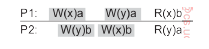 P1: W(x)a W(y)a R(x)b
P2: W(y)b W(x)b R(y)a